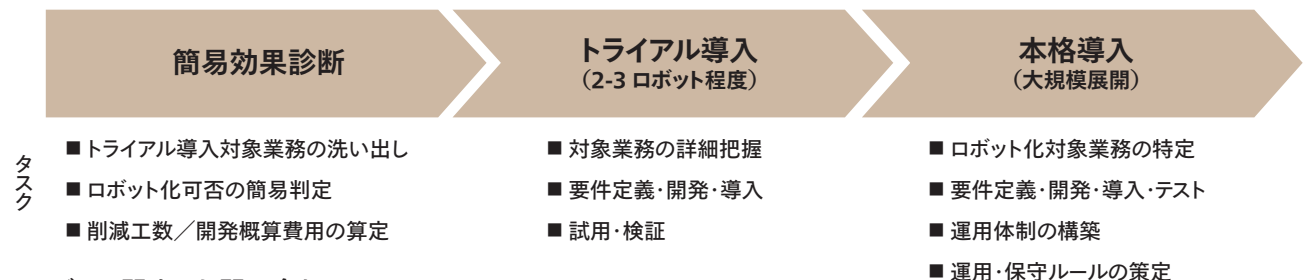 簡易効果診断
トライアル導入
（2-3 ロボット程度）
本格導入
（大規模展開）
タスク
■ トライアル導入対象業務の洗い出し
■ ロボット化可否の簡易判定
■ 削減工数／開発概算費用の算定
■ 対象業務の詳細把握
■ 要件定義・開発・導入
■ 試用・検証
■ ロボット化対象業務の特定
■ 要件定義・開発・導入・テスト
■ 運用体制の構築
■ 運用・保守ルールの策定